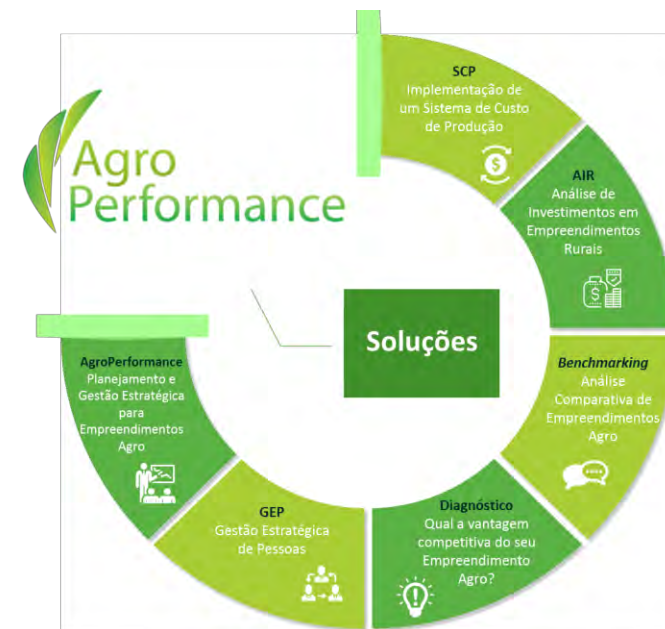 Agro
Performance
SCP
Implementação de
um Sistema de Custo
de Produção
AIR
Análise de
Investimentos em
Empreendimentos
Rurais
Soluções
Benchmarking
Análise
Comparativa de
Empreendimentos
Agro
Diagnóstico
Qual a vantagem
competitiva do seu
Empreendimento
Agro?
GEP
Gestão Estratégica
de Pessoas
AgroPerformance
Planejamento e
Gestão Estratégica
para
Empreendimentos
Agro